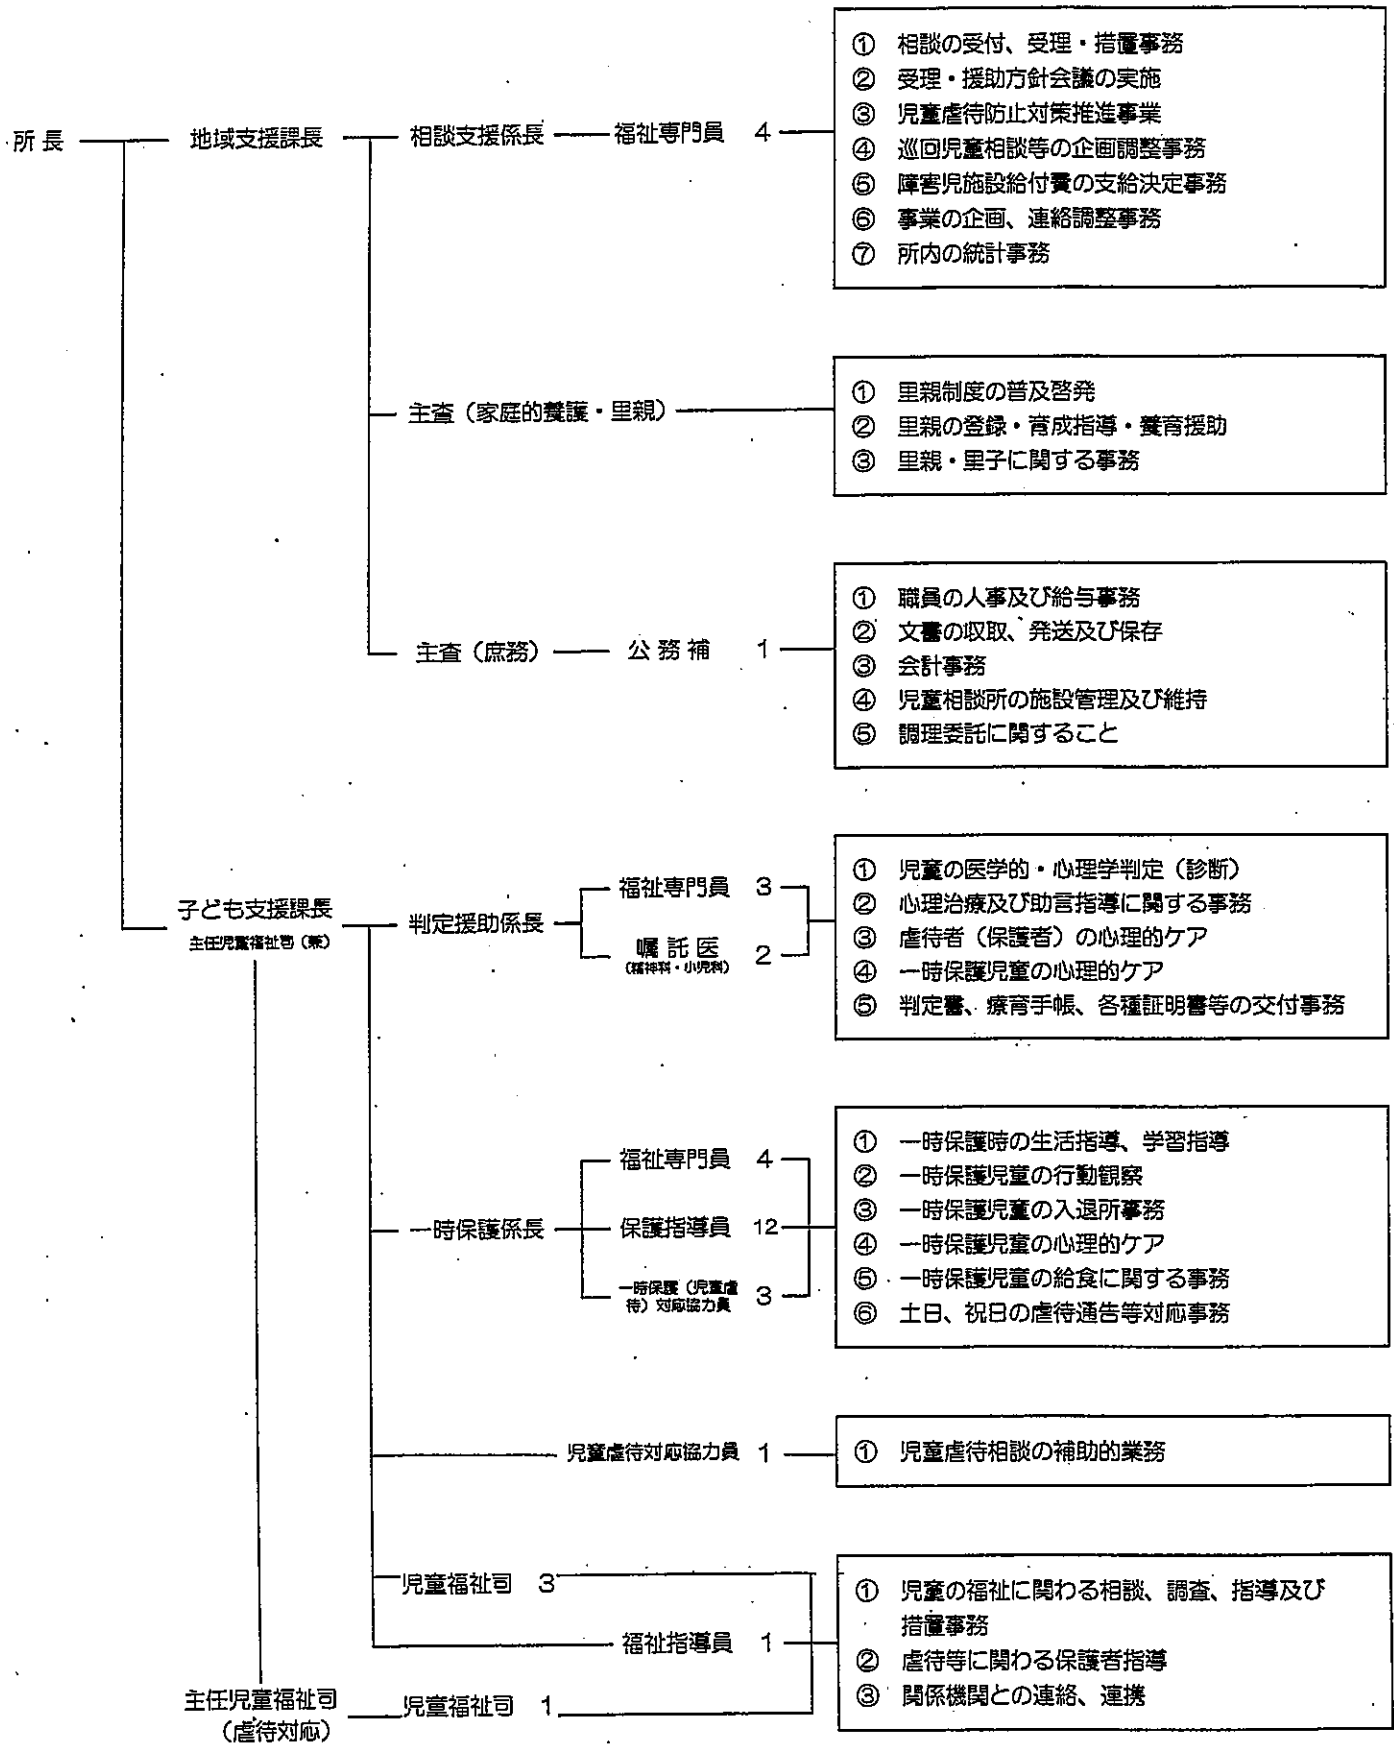 所長 地域支援課長 相談支援係長 福祉専門員 4
① 相談の受付、受理・措置事務
② 受理・援助方針会議の実施
③ 児童虐待防止対策推進事業
④ 巡回児童相談等の企画調整事務
⑤ 障害児施設給付費の支給決定事務
⑥ 事業の企画、連絡調整事務
⑦ 所内の統計事務
主査（家庭的養護・里親）
① 里親制度の普及啓発
② 里親の登録・育成指導・養育援助
③ 里親・里子に関する事務
主査（庶務） 公務補 1
① 職員の人事及び給与事務
② 文書の収取、発送及び保存
③ 会計事務
④ 児童相談所の施設管理及び維持
⑤ 調理委託に関すること
子ども支援課長
主任児童福祉司（兼）
判定援助係長
福祉専門員 3
嘱託医 2
（精神科・小児科）
① 児童の医学的・心理学判定（診断）
② 心理治療及び助言指導に関する事務
③ 虐待者（保護者）の心理的ケア
④ 一時保護児童の心理的ケア
⑤ 判定書、療育手帳、各種証明書等の交付事務
一時保護係長
福祉専門員 4
保護指導員 12
一時保護（児童虐
待）対応協力員 3
① 一時保護時の生活指導、学習指導
② 一時保護児童の行動観察
③ 一時保護児童の入退所事務
④ 一時保護児童の心理的ケア
⑤ 一時保護児童の給食に関する事務
⑥ 土日、祝日の虐待通告等対応事務
児童虐待対応協力員 1
① 児童虐待相談の補助的業務
児童福祉司 3
福祉指導員 1
主任児童福祉司
（虐待対応）
児童福祉司 1
① 児童の福祉に関わる相談、調査、指導及び
措置事務
② 虐待等に関わる保護者指導
③ 関係機関との連絡、連携